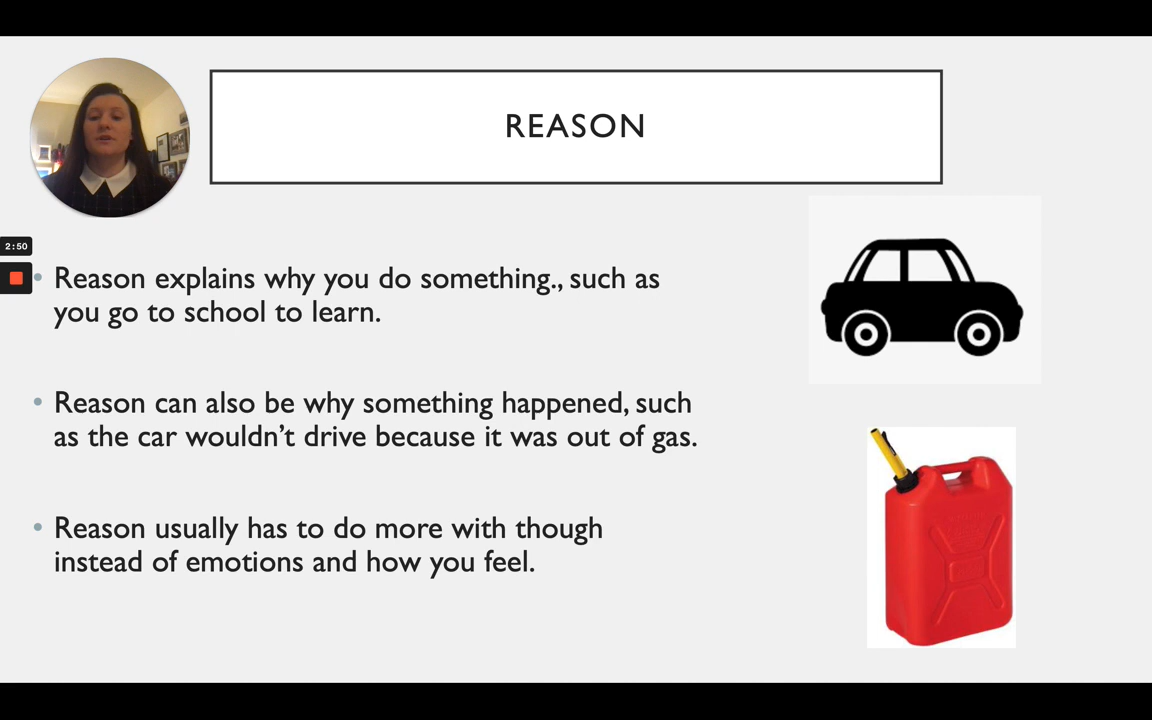 REASON
2:50
Reason explains why you do something., such as
you go to school to learn.
Reason can also be why something happened, such
as the car wouldn’t drive because it was out of gas.
Reason usually has to do more with though
instead of emotions and how you feel.